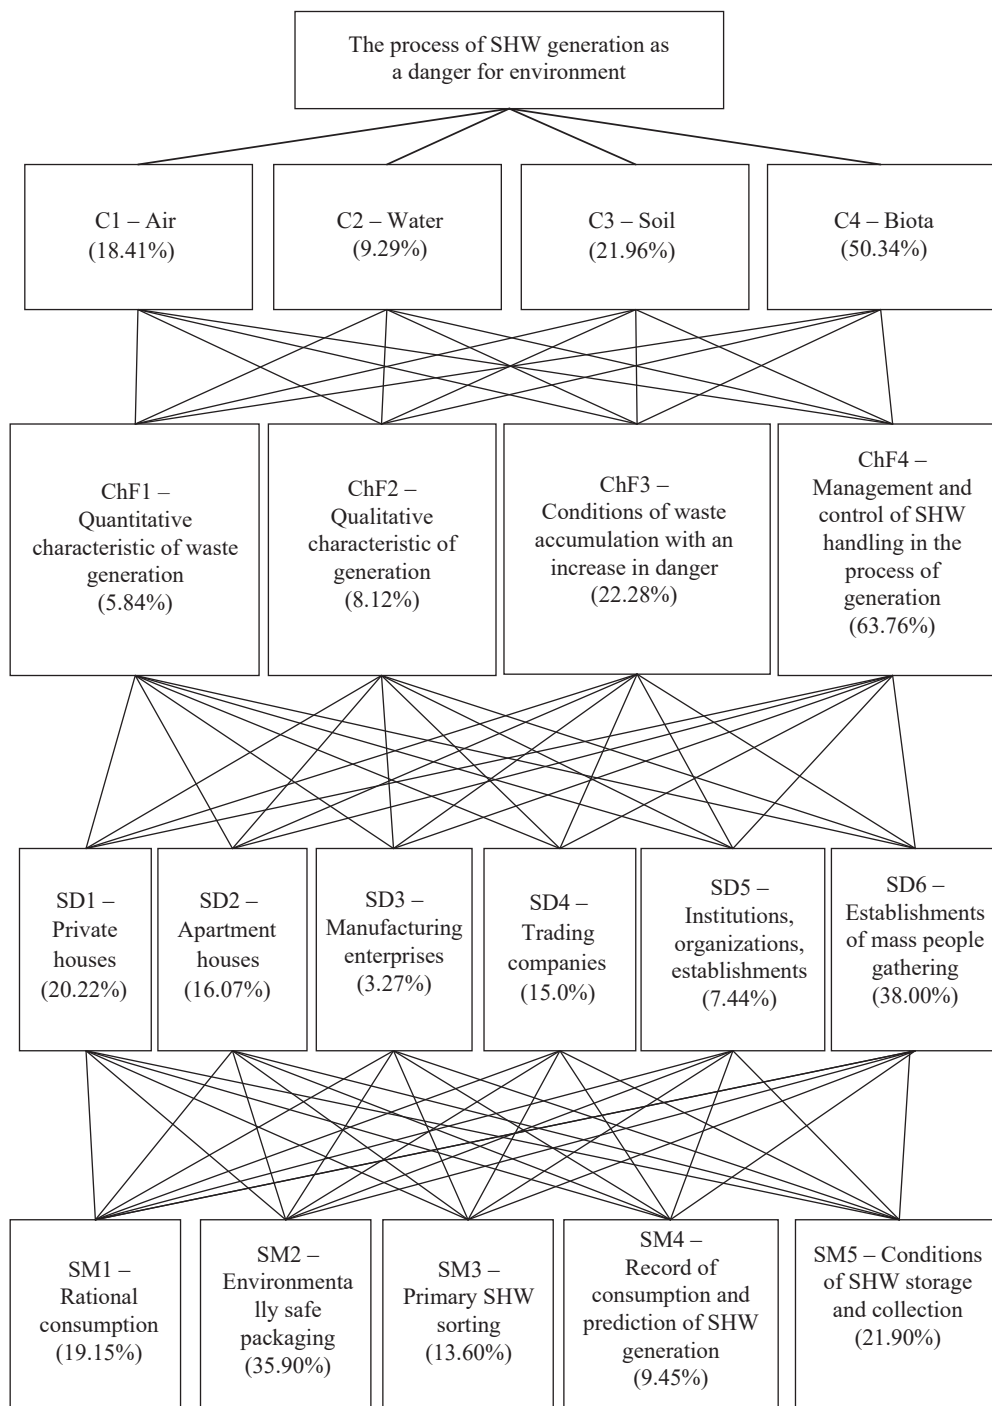 The process of SHW generation as
a danger for environment
C1 – Air
(18.41%)
C2 – Water
(9.29%)
C3 – Soil
(21.96%)
C4 – Biota
(50.34%)
ChF1 –
Quantitative
characteristic of waste
generation
(5.84%)
ChF2 –
Qualitative
characteristic of
generation
(8.12%)
ChF3 –
Conditions of waste
accumulation with an
increase in danger
(22.28%)
ChF4 –
Management and
control of SHW
handling in the
process of
generation
(63.76%)
SD1 –
Private
houses
(20.22%)
SD2 –
Apartment
houses
(16.07%)
SD3 –
Manufacturing
enterprises
(3.27%)
SD4 –
Trading
companies
(15.0%)
SD5 –
Institutions,
organizations,
establishments
(7.44%)
SD6 –
Establishments
of mass people
gathering
(38.00%)
SM1 –
Rational
consumption
(19.15%)
SM2 –
Environmenta
lly safe
packaging
(35.90%)
SM3 –
Primary SHW
sorting
(13.60%)
SM4 –
Record of
consumption and
prediction of SHW
generation
(9.45%)
SM5 – Conditions
of SHW storage
and collection
(21.90%)